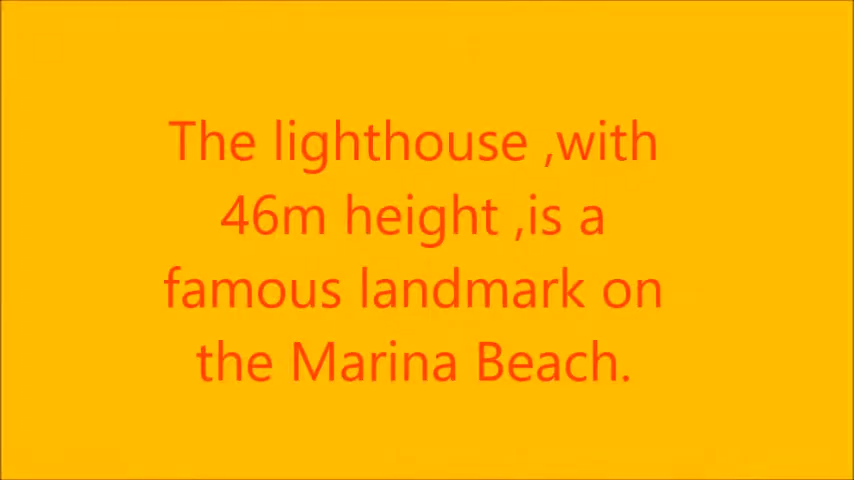 The lighthouse ,with
46m height ,is a
famous landmark on
the Marina Beach.